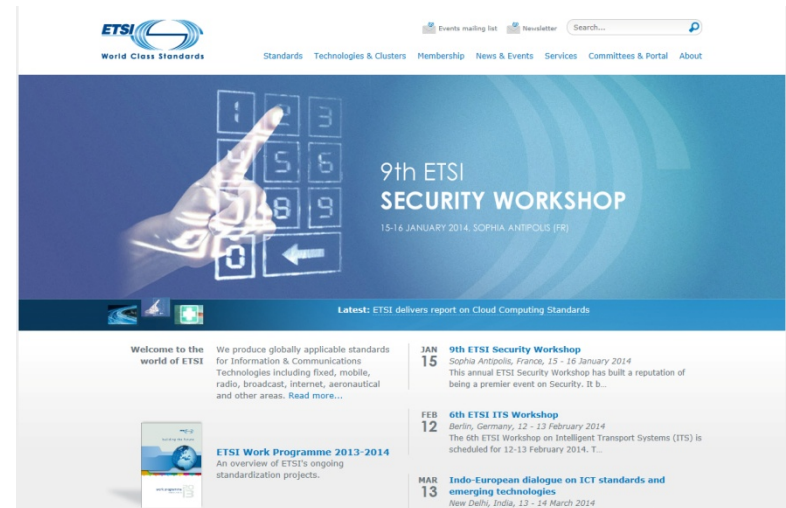 ETSI
World Class Standards
Events mailing list Newsletter Search...
Standards Technologies & Clusters Membership News & Events Services Committees & Portal About
1 2 3
4 5 6
8 9
0
9th ETSI
SECURITY WORKSHOP
15-16 JANUARY 2014, SOPHIA ANTIPOLIS (FR)
Latest: ETSI delivers report on Cloud Computing Standards
Welcome to the
world of ETSI
We produce globally applicable standards
for Information & Communications
Technologies including fixed, mobile,
radio, broadcast, internet, aeronautical
and other areas. Read more...
ETSI Work Programme 2013-2014
An overview of ETSI's ongoing
standardization projects.
JAN
15
9th ETSI Security Workshop
Sophia Antipolis, France, 15 - 16 January 2014
This annual ETSI Security Workshop has built a reputation of
being a premier event on Security. It b...
FEB
12
6th ETSI ITS Workshop
Berlin, Germany, 12 - 13 February 2014
The 6th ETSI Workshop on Intelligent Transport Systems (ITS) is
scheduled for 12-13 February 2014. T...
MAR
13
Indo-European dialogue on ICT standards and
emerging technologies
New Delhi, India, 13 - 14 March 2014